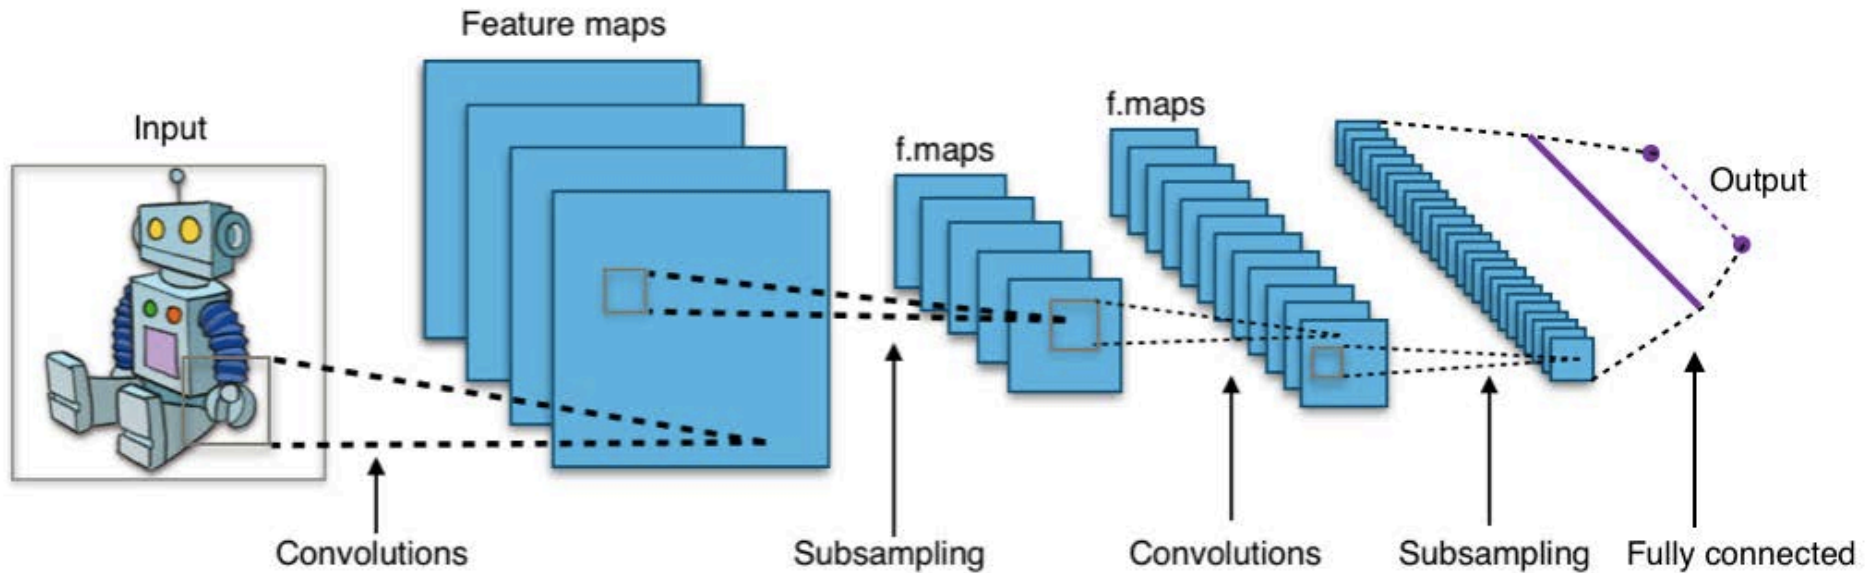 Feature maps
f.maps
Input
f.maps
Output
Convolutions
Subsampling
Convolutions
Subsampling
Fully connected